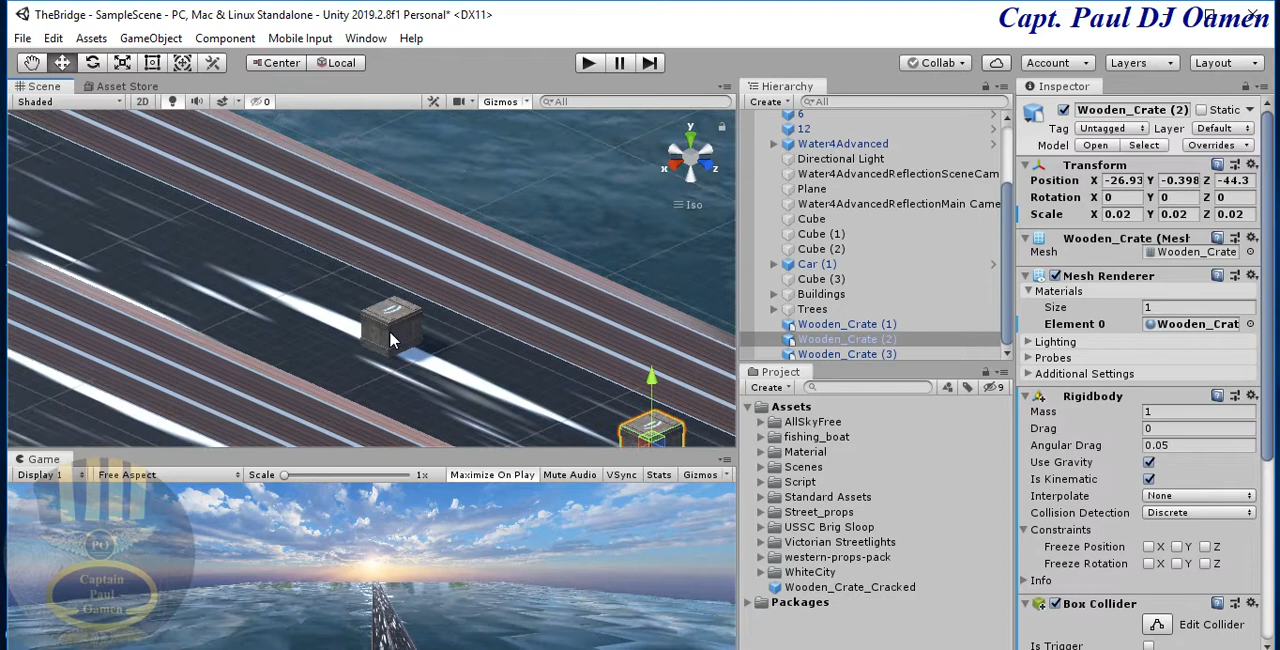 TheBridge - SampleScene - PC, Mac & Linux Standalone - Unity 2019.2.8f1 Personal* <DX11>
Capt. Paul DJ Oamen
File Edit Assets GameObject Component Mobile Input Window Help
Center Local Collab Account Layers Layout
Scene Asset Store
Shaded 2D 0 Gizmos All
y
x z
Iso
Hierarchy
Create All
6
12
Water4Advanced
Directional Light
Water4AdvancedReflectionSceneCam
Plane
Water4AdvancedReflectionMain Came
Cube
Cube (1)
Cube (2)
Car (1)
Cube (3)
Buildings
Trees
Wooden_Crate (1)
Wooden_Crate (2)
Wooden_Crate (3)
Project
Create 9
Assets
AllSkyFree
fishing_boat
Material
Scenes
Script
Standard Assets
Street_props
USSC Brig Sloop
Victorian Streetlights
western-props-pack
WhiteCity
Wooden_Crate_Cracked
Packages
Inspector
Wooden_Crate (2) Static
Tag Untagged Layer Default
Model Open Select Overrides
Transform
Position X -26.93 Y -0.398 Z -44.3
Rotation X 0 Y 0 Z 0
Scale X 0.02 Y 0.02 Z 0.02
Wooden_Crate (Mesh
Mesh Wooden_Crate
Mesh Renderer
Materials
Size 1
Element 0 Wooden_Crat
Lighting
Probes
Additional Settings
Rigidbody
Mass 1
Drag 0
Angular Drag 0.05
Use Gravity
Is Kinematic
Interpolate None
Collision Detection Discrete
Constraints
Freeze Position X Y Z
Freeze Rotation X Y Z
Info
Box Collider
Edit Collider
Is Trigger
Game
Display 1 Free Aspect Scale 1x Maximize On Play Mute Audio VSync Stats Gizmos
PO
Captain
Paul
Oamen